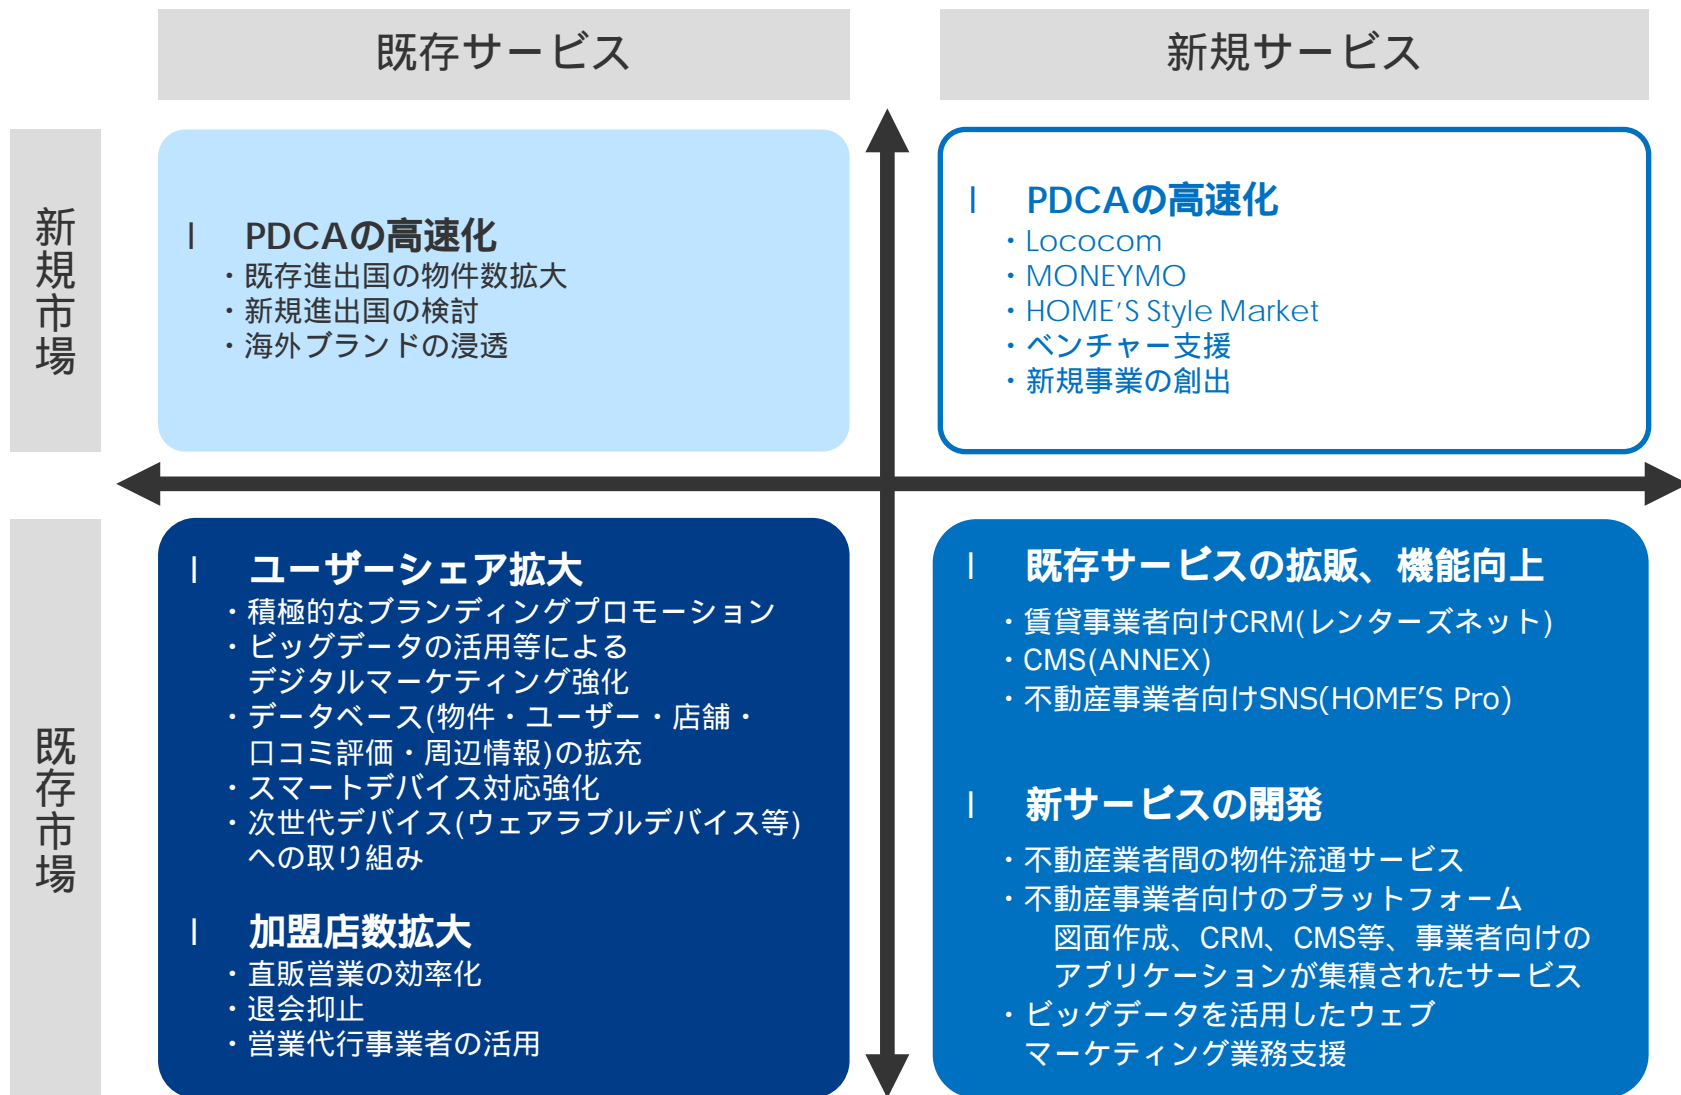 既存サービス
新規サービス
新規市場
l PDCAの高速化
・既存進出国の物件数拡大
・新規進出国の検討
・海外ブランドの浸透
l PDCAの高速化
・Lococom
・MONEYMO
・HOME'S Style Market
・ベンチャー支援
・新規事業の創出
既存市場
l ユーザーシェア拡大
・積極的なブランディングプロモーション
・ビッグデータの活用等による
デジタルマーケティング強化
・データベース(物件・ユーザー・店舗・
口コミ評価・周辺情報)の拡充
・スマートデバイス対応強化
・次世代デバイス(ウェアラブルデバイス等)
への取り組み
l 加盟店数拡大
・直販営業の効率化
・退会抑止
・営業代行事業者の活用
l 既存サービスの拡販、機能向上
・賃貸事業者向けCRM(レンターズネット)
・CMS(ANNEX)
・不動産事業者向けSNS(HOME'S Pro)
l 新サービスの開発
・不動産業者間の物件流通サービス
・不動産事業者向けのプラットフォーム
図面作成、CRM、CMS等、事業者向けの
アプリケーションが集積されたサービス
・ビッグデータを活用したウェブ
マーケティング業務支援